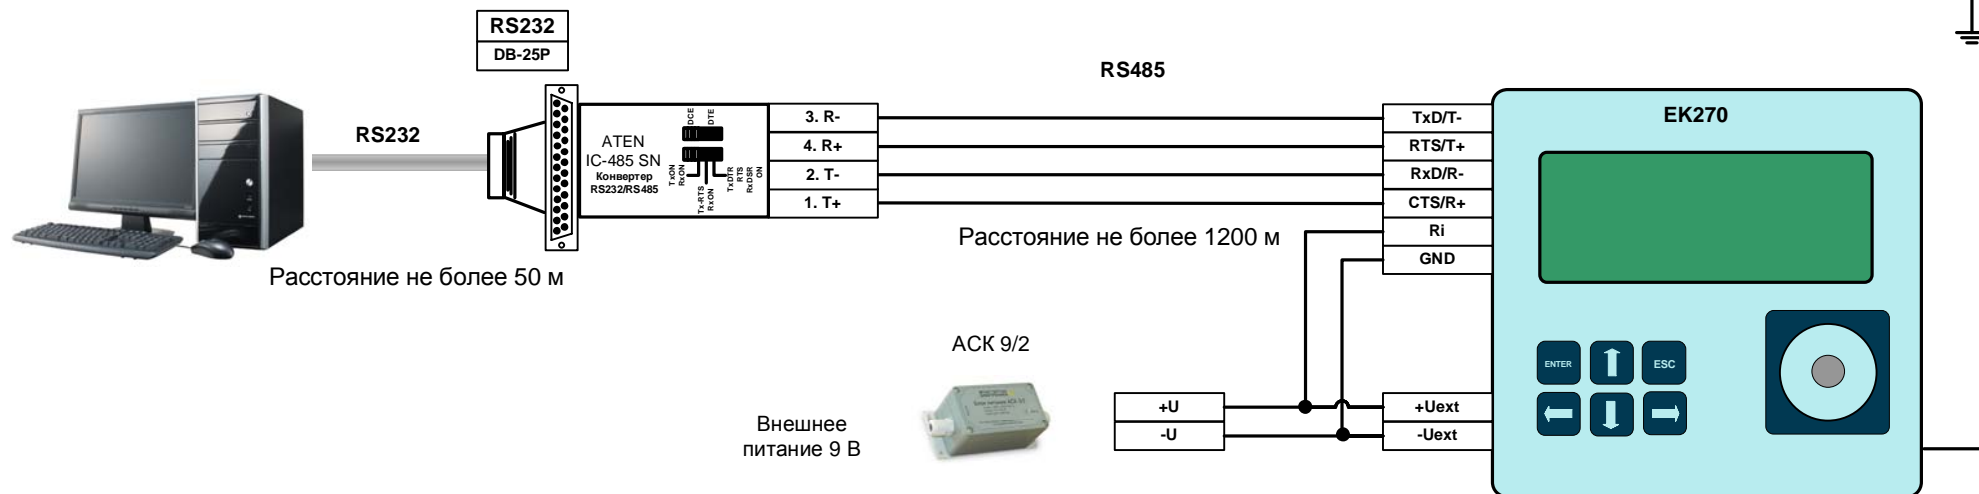 RS232
DB-25P
RS485
RS232
ATEN
IC-485 SN
Конвертер
RS232/RS485
DCE
DTE
TxON
RxON
Tx-RTS
RxON
TxDTR
RTS
RxDSR
ON
3. R-
4. R+
2. T-
1. T+
TxD/T-
RTS/T+
RxD/R-
CTS/R+
Ri
GND
EK270
Расстояние не более 50 м
Расстояние не более 1200 м
АСК 9/2
Внешнее
питание 9 В
+U
-U
+Uext
-Uext
ENTER
ESC